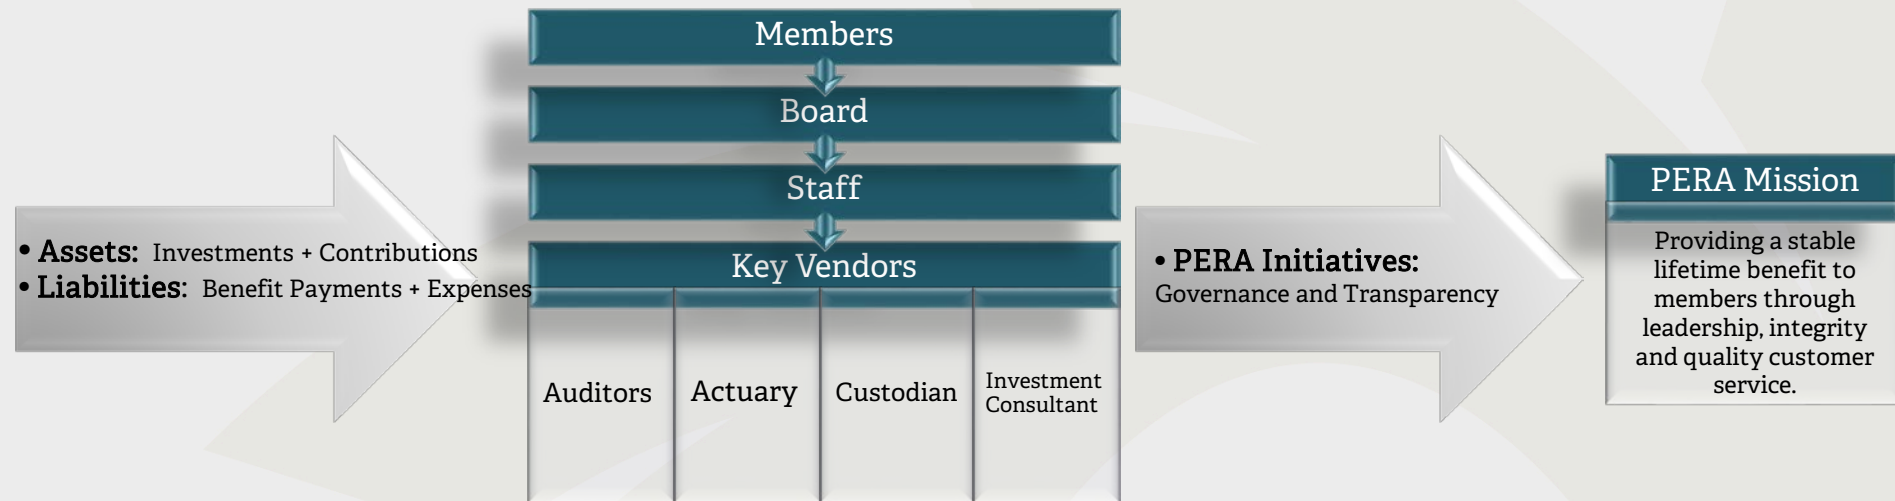 • Assets: Investments + Contributions
• Liabilities: Benefit Payments + Expenses
Members
Board
Staff
Key Vendors
Auditors
Actuary
Custodian
Investment
Consultant
• PERA Initiatives:
Governance and Transparency
PERA Mission
Providing a stable
lifetime benefit to
members through
leadership, integrity
and quality customer
service.